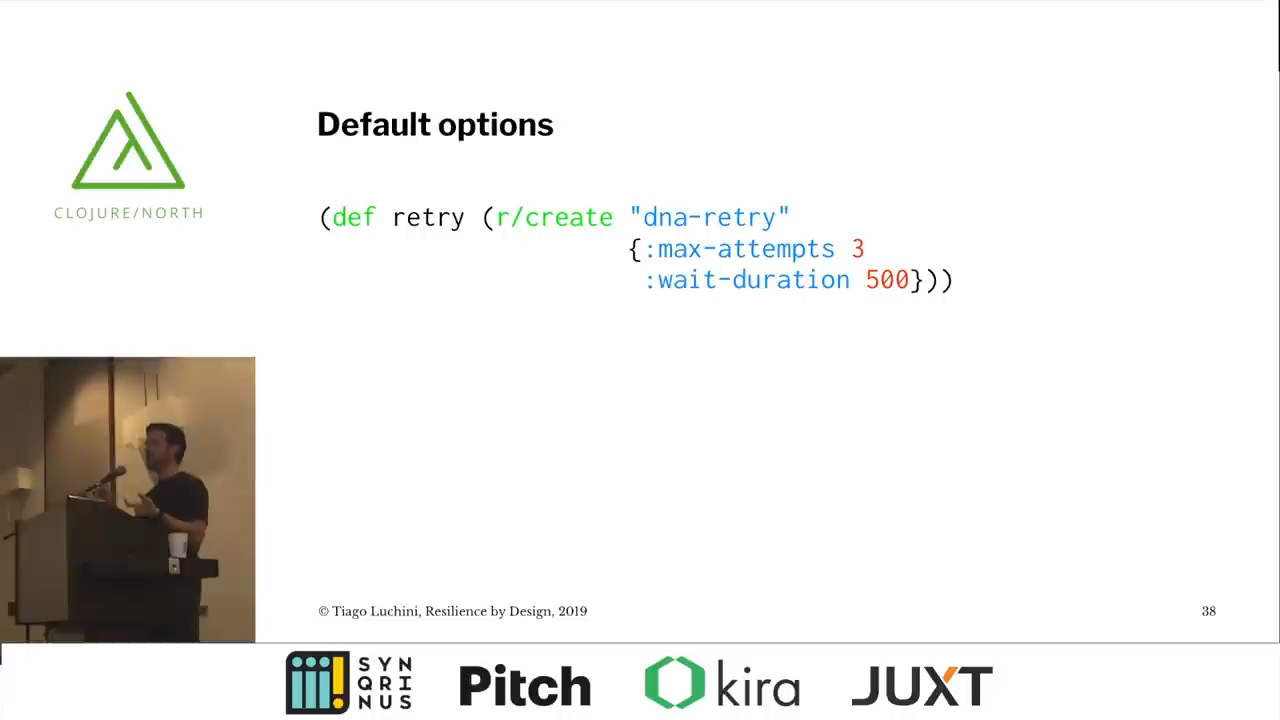 Default options
CLOJURE/NORTH
(def retry (r/create "dna-retry"
{:max-attempts 3
:wait-duration 500}))
© Tiago Luchini, Resilience by Design, 2019
38
SYN
QRI
NUS
Pitch
kira
JUXT